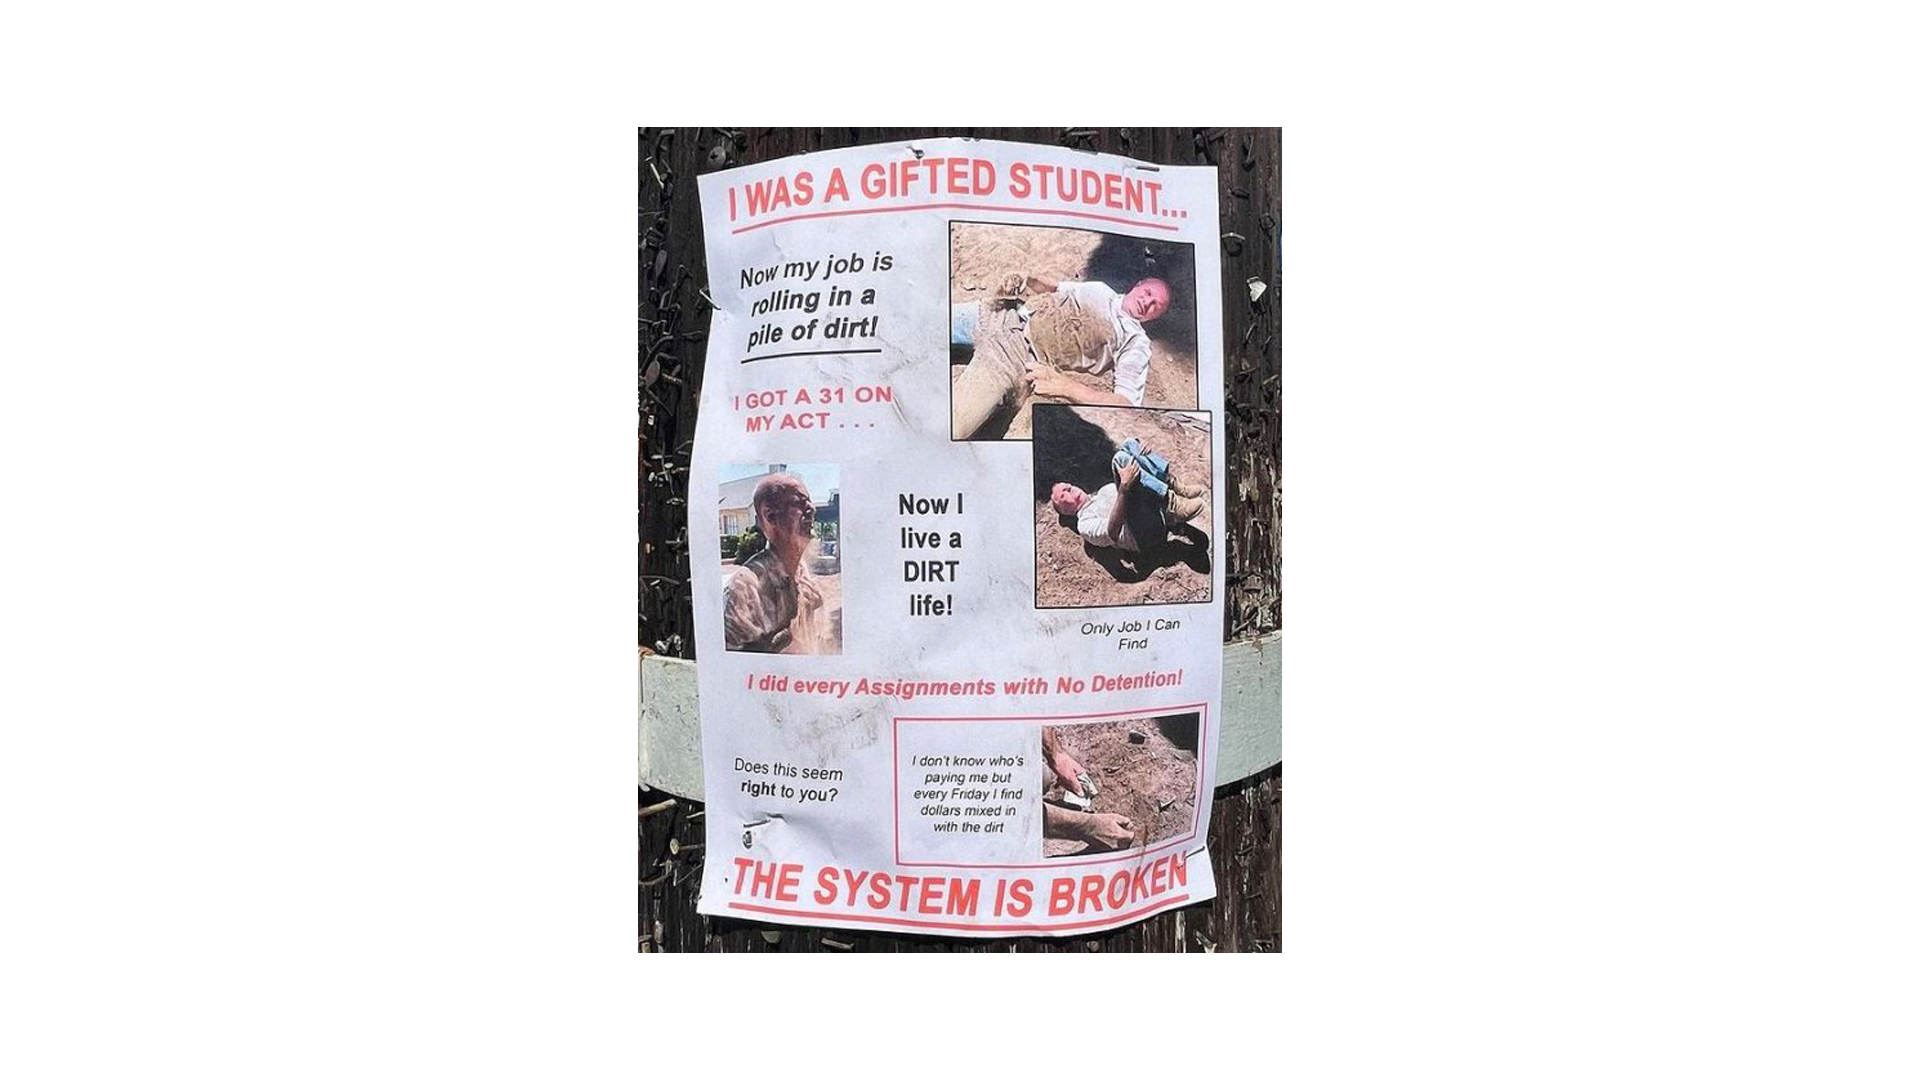 I WAS A GIFTED STUDENT...
Now my job is
rolling in a
pile of dirt!
I GOT A 31 ON
MY ACT . . .
Now I
live a
DIRT
life!
Only Job I Can
Find
I did every Assignments with No Detention!
Does this seem
right to you?
I don't know who's
paying me but
every Friday I find
dollars mixed in
with the dirt
THE SYSTEM IS BROKEN